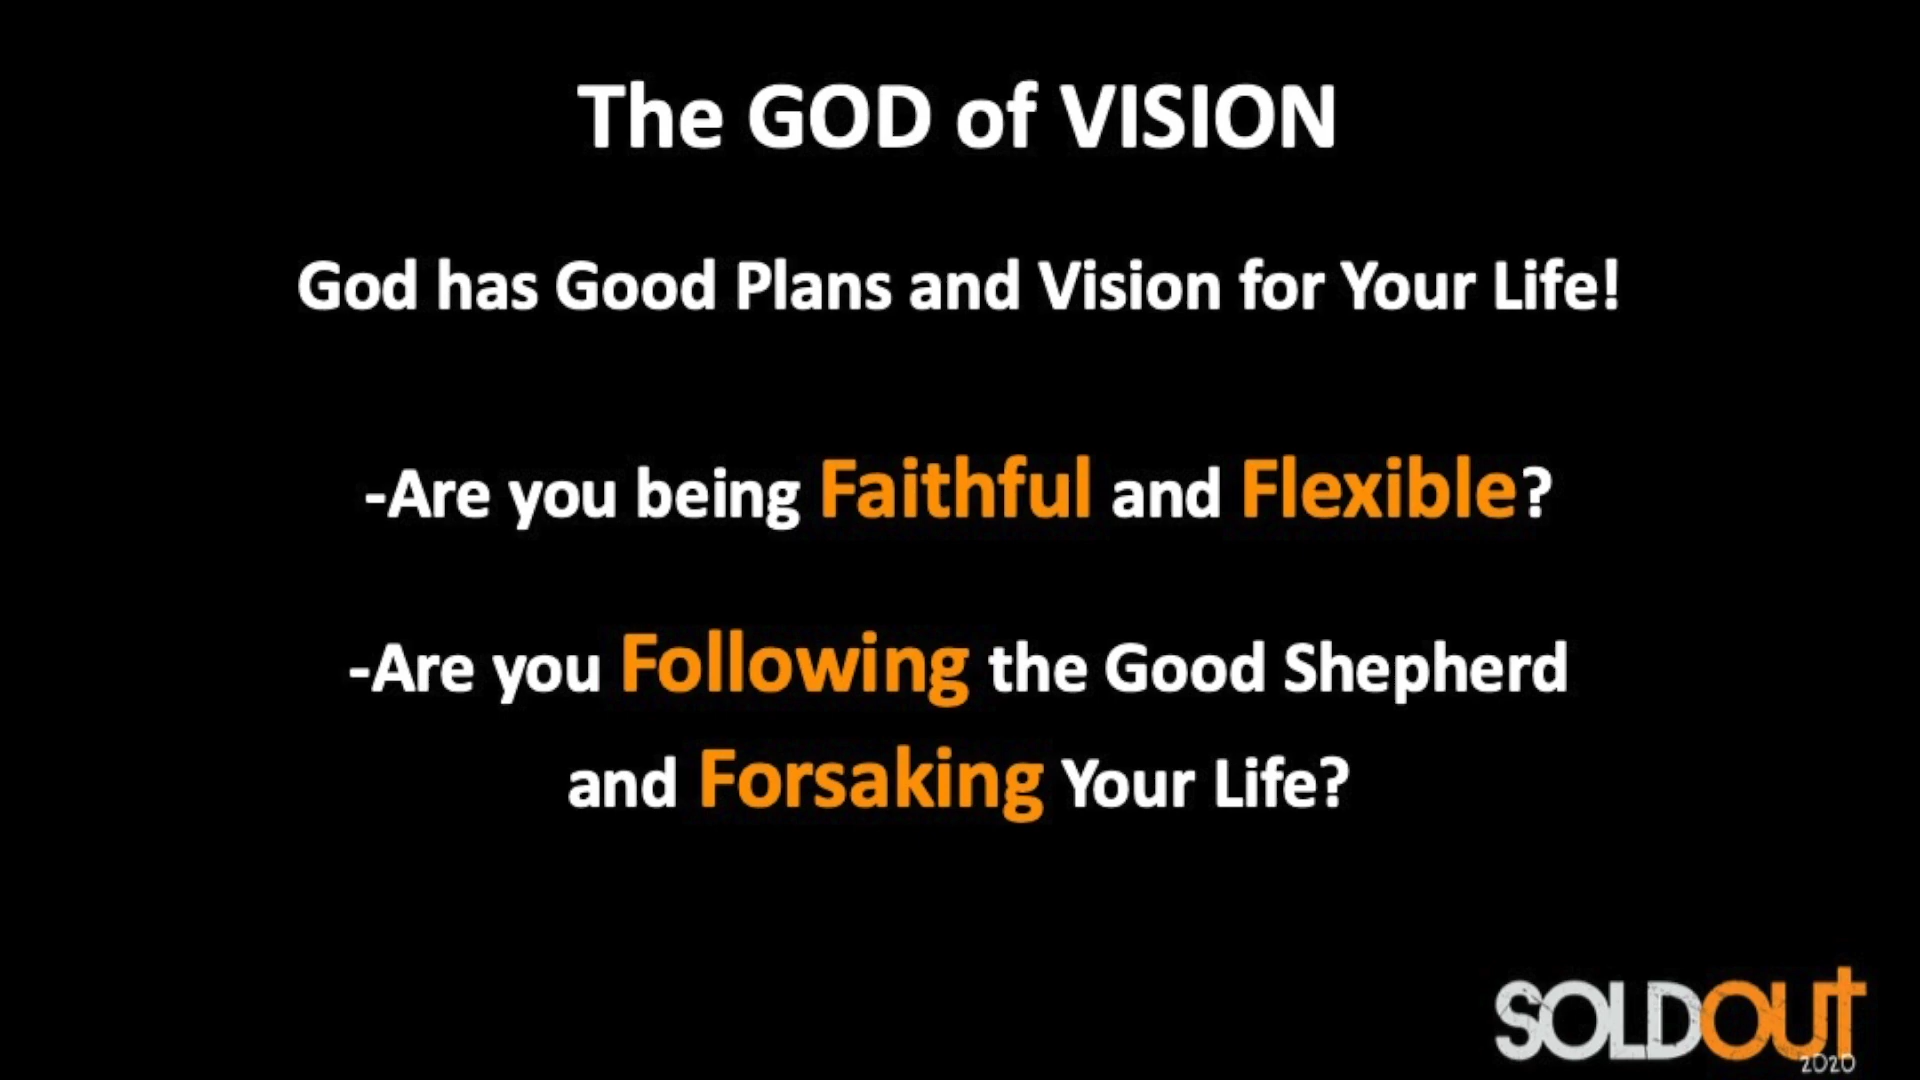 The GOD of VISION
God has Good Plans and Vision for Your Life!
-Are you being Faithful and Flexible?
-Are you Following the Good Shepherd
and Forsaking Your Life?
SOLDOUT
2020